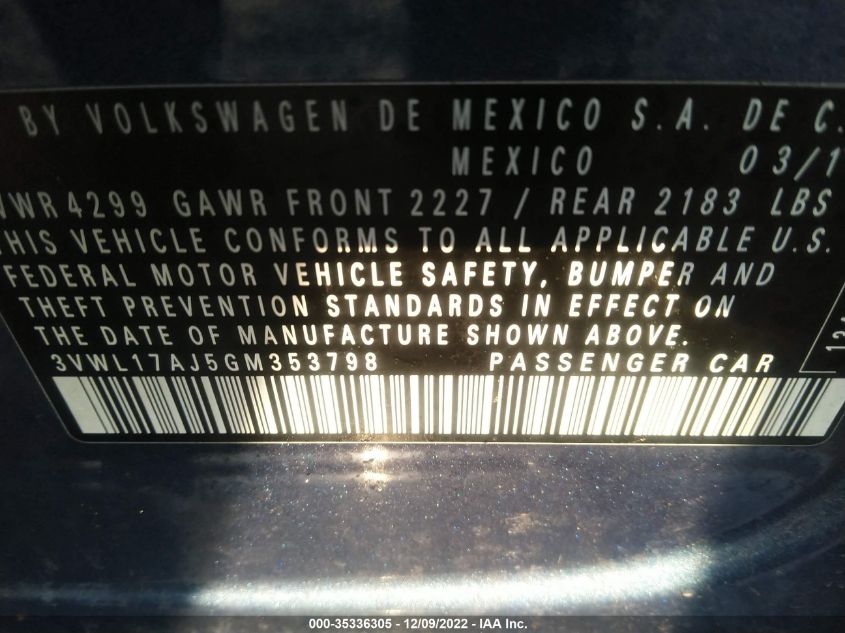 BY VOLKSWAGEN DE MEXICO S.A. DE C.
MEXICO 03/1
VWR 4299 GAWR FRONT 2227 / REAR 2183 LBS
THIS VEHICLE CONFORMS TO ALL APPLICABLE U.S.
FEDERAL MOTOR VEHICLE SAFETY, BUMPER AND
THEFT PREVENTION STANDARDS IN EFFECT ON
THE DATE OF MANUFACTURE SHOWN ABOVE.
3VWL17AJ5GM353798 PASSENGER CAR
000-35336305 - 12/09/2022 - IAA Inc.